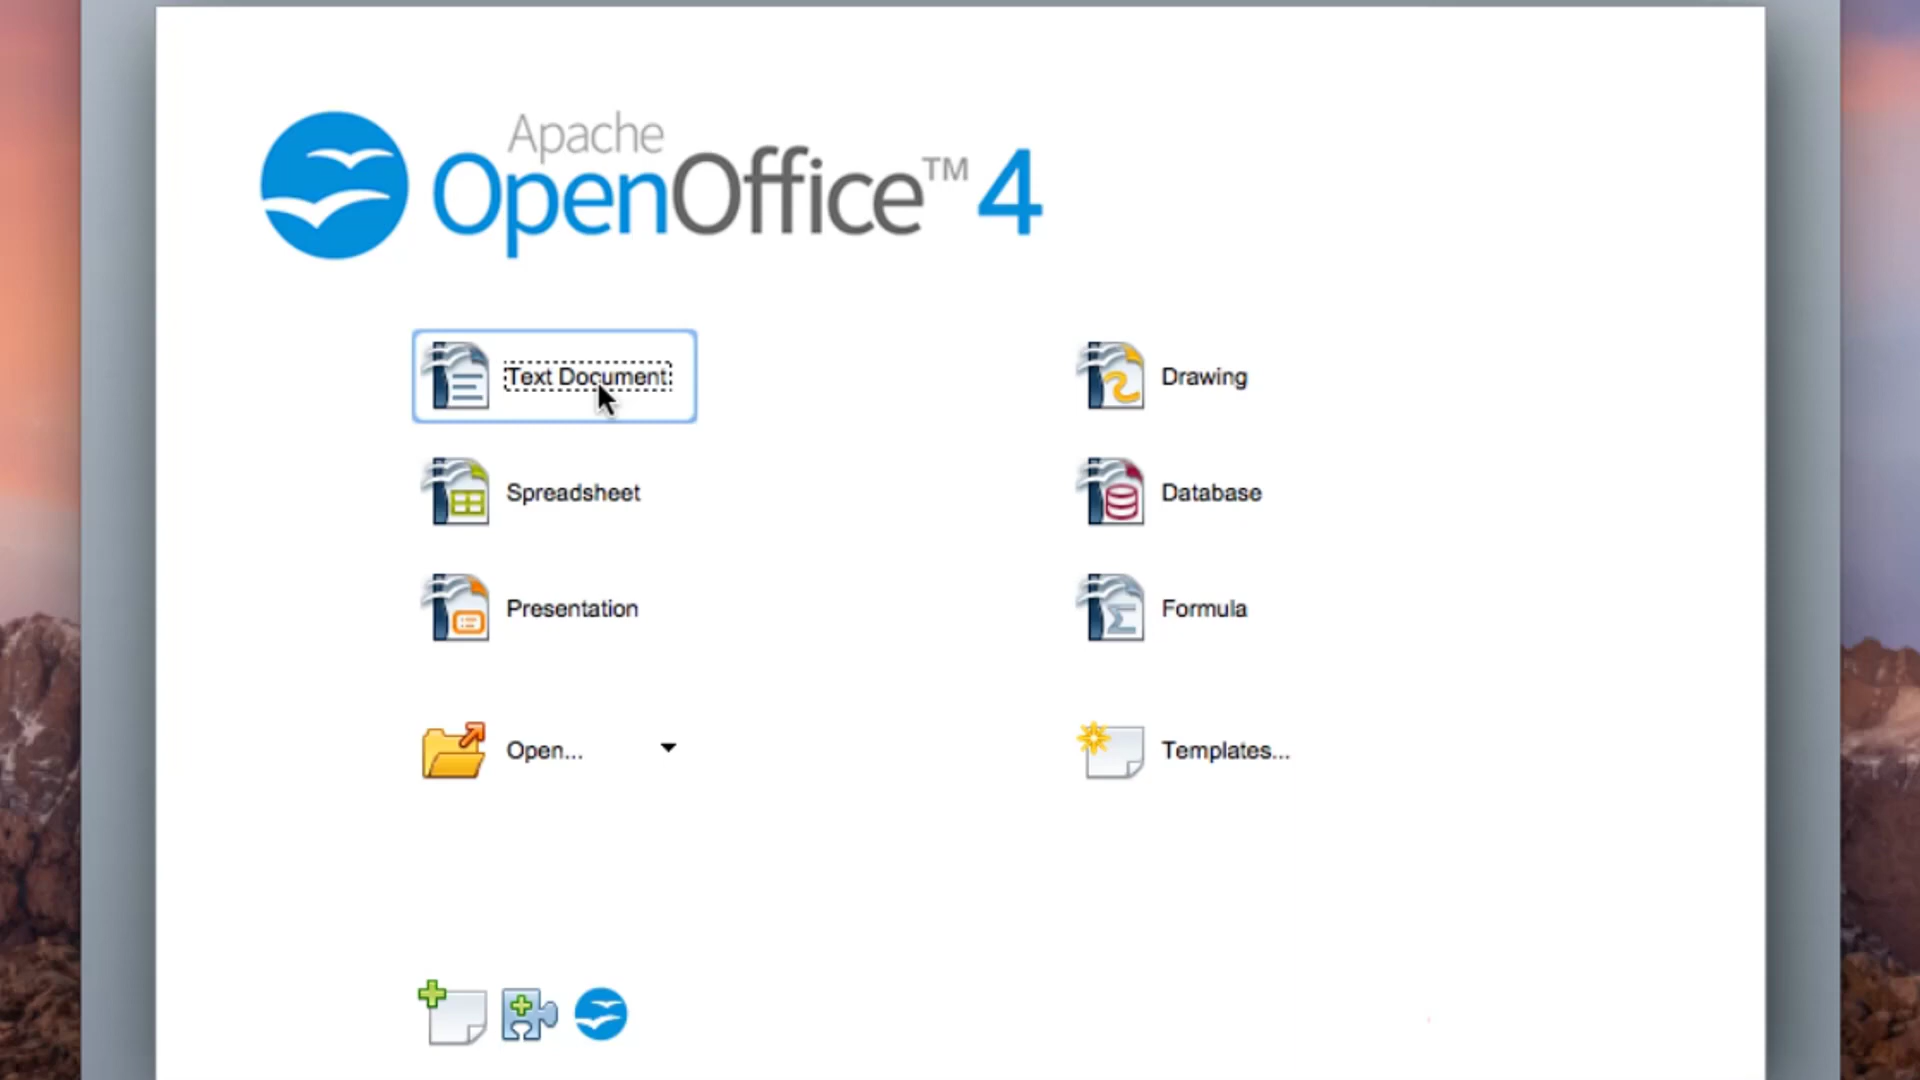 Apache
OpenOffice™ 4
Text Document
Drawing
Spreadsheet
Database
Presentation
Formula
Open...
Templates...